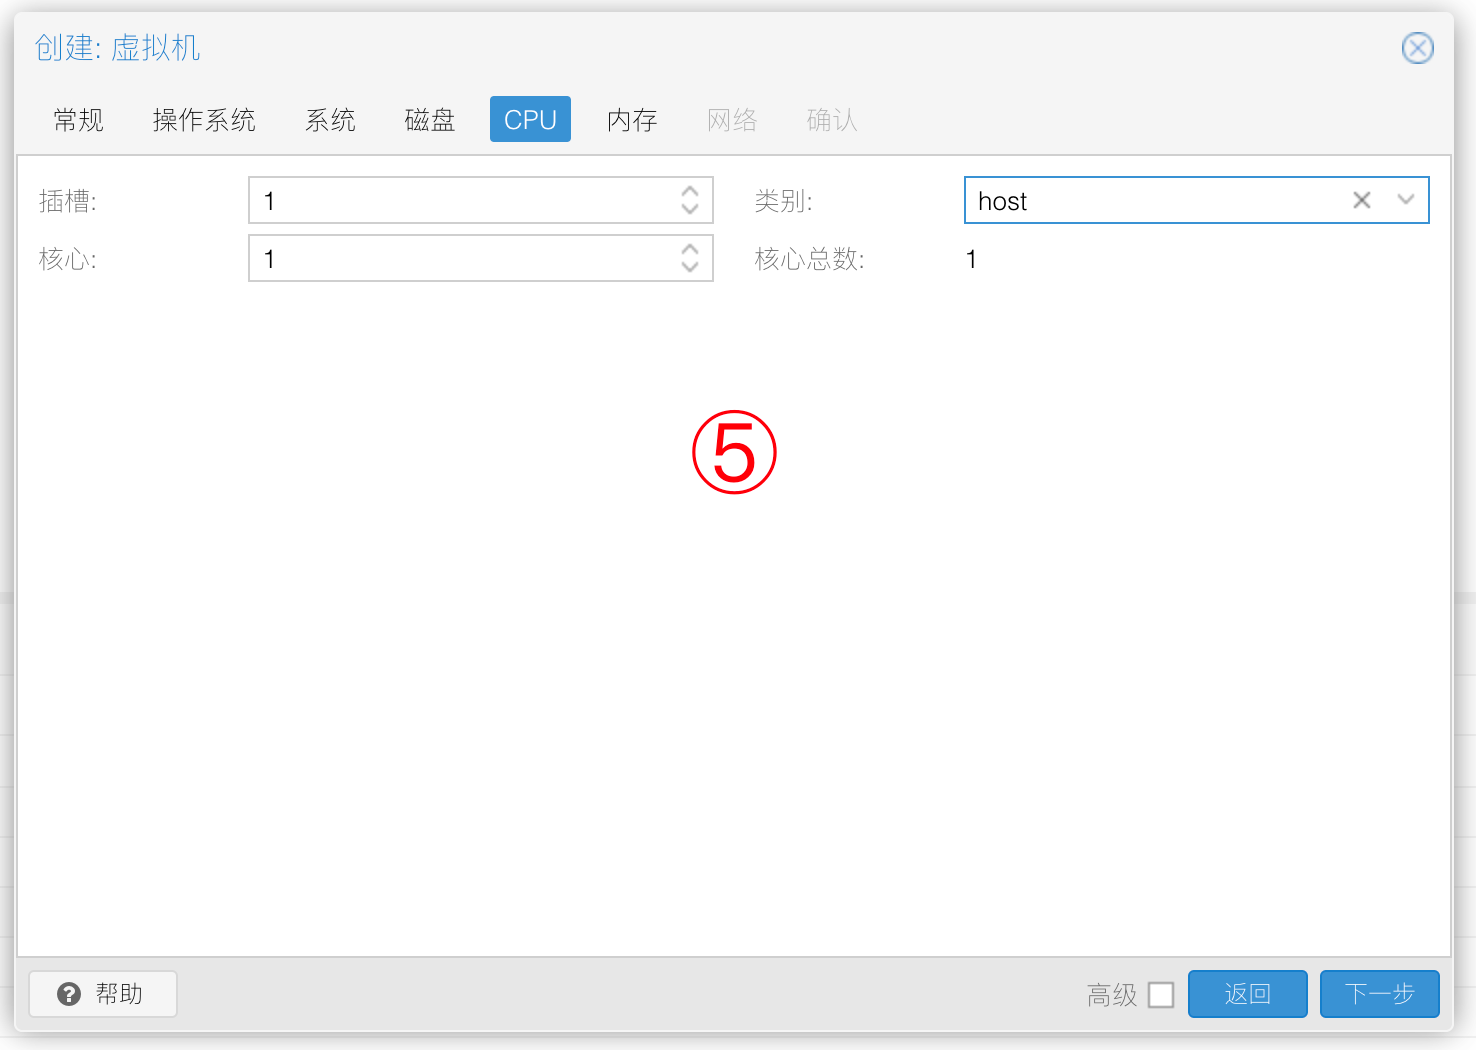 创建: 虚拟机
常规 操作系统 系统 磁盘 CPU 内存 网络 确认
插槽: 1 类别: host
核心: 1 核心总数: 1
⑤
帮助 高级 返回 下一步